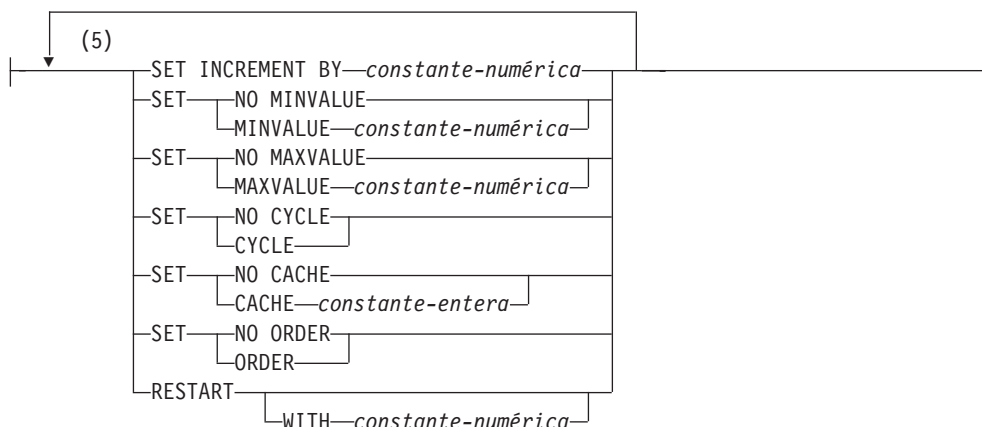 (5)
SET INCREMENT BY constante-numérica
SET NO MINVALUE
MINVALUE constante-numérica
SET NO MAXVALUE
MAXVALUE constante-numérica
SET NO CYCLE
CYCLE
SET NO CACHE
CACHE constante-entera
SET NO ORDER
ORDER
RESTART
WITH constante-numérica